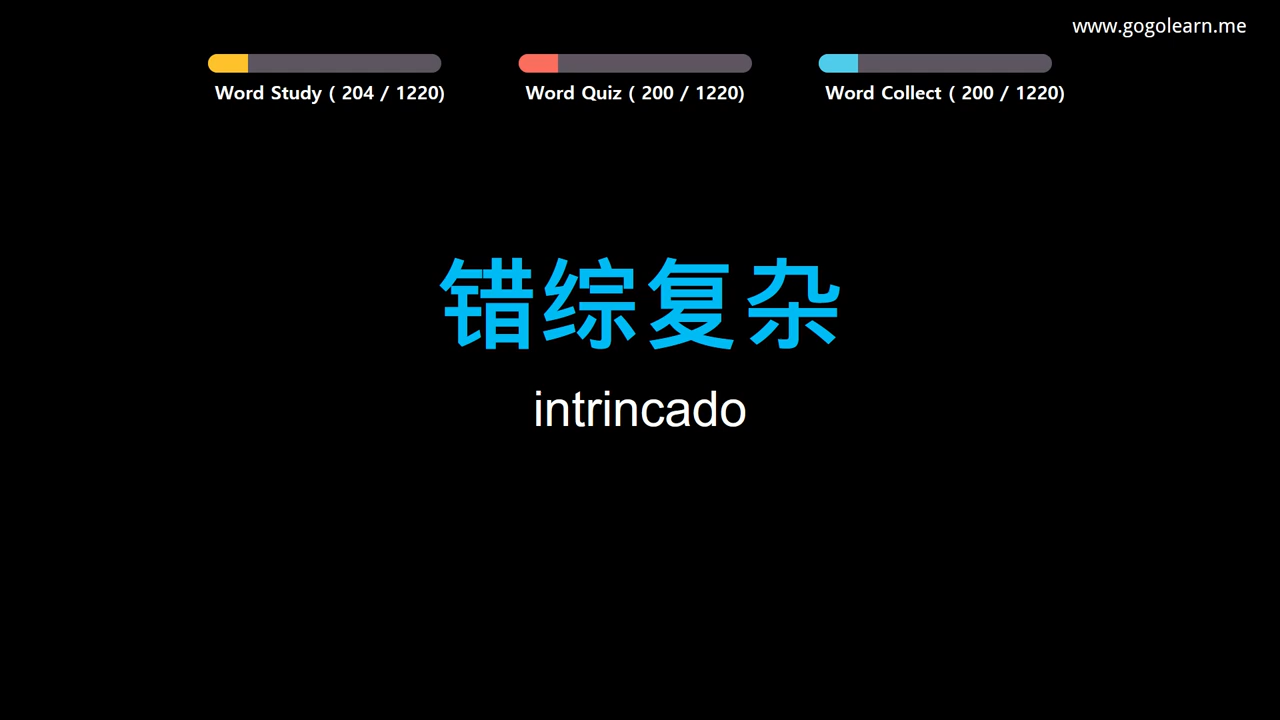 www.gogolearn.me
Word Study ( 204 / 1220)
Word Quiz ( 200 / 1220)
Word Collect ( 200 / 1220)
错综复杂
intrincado